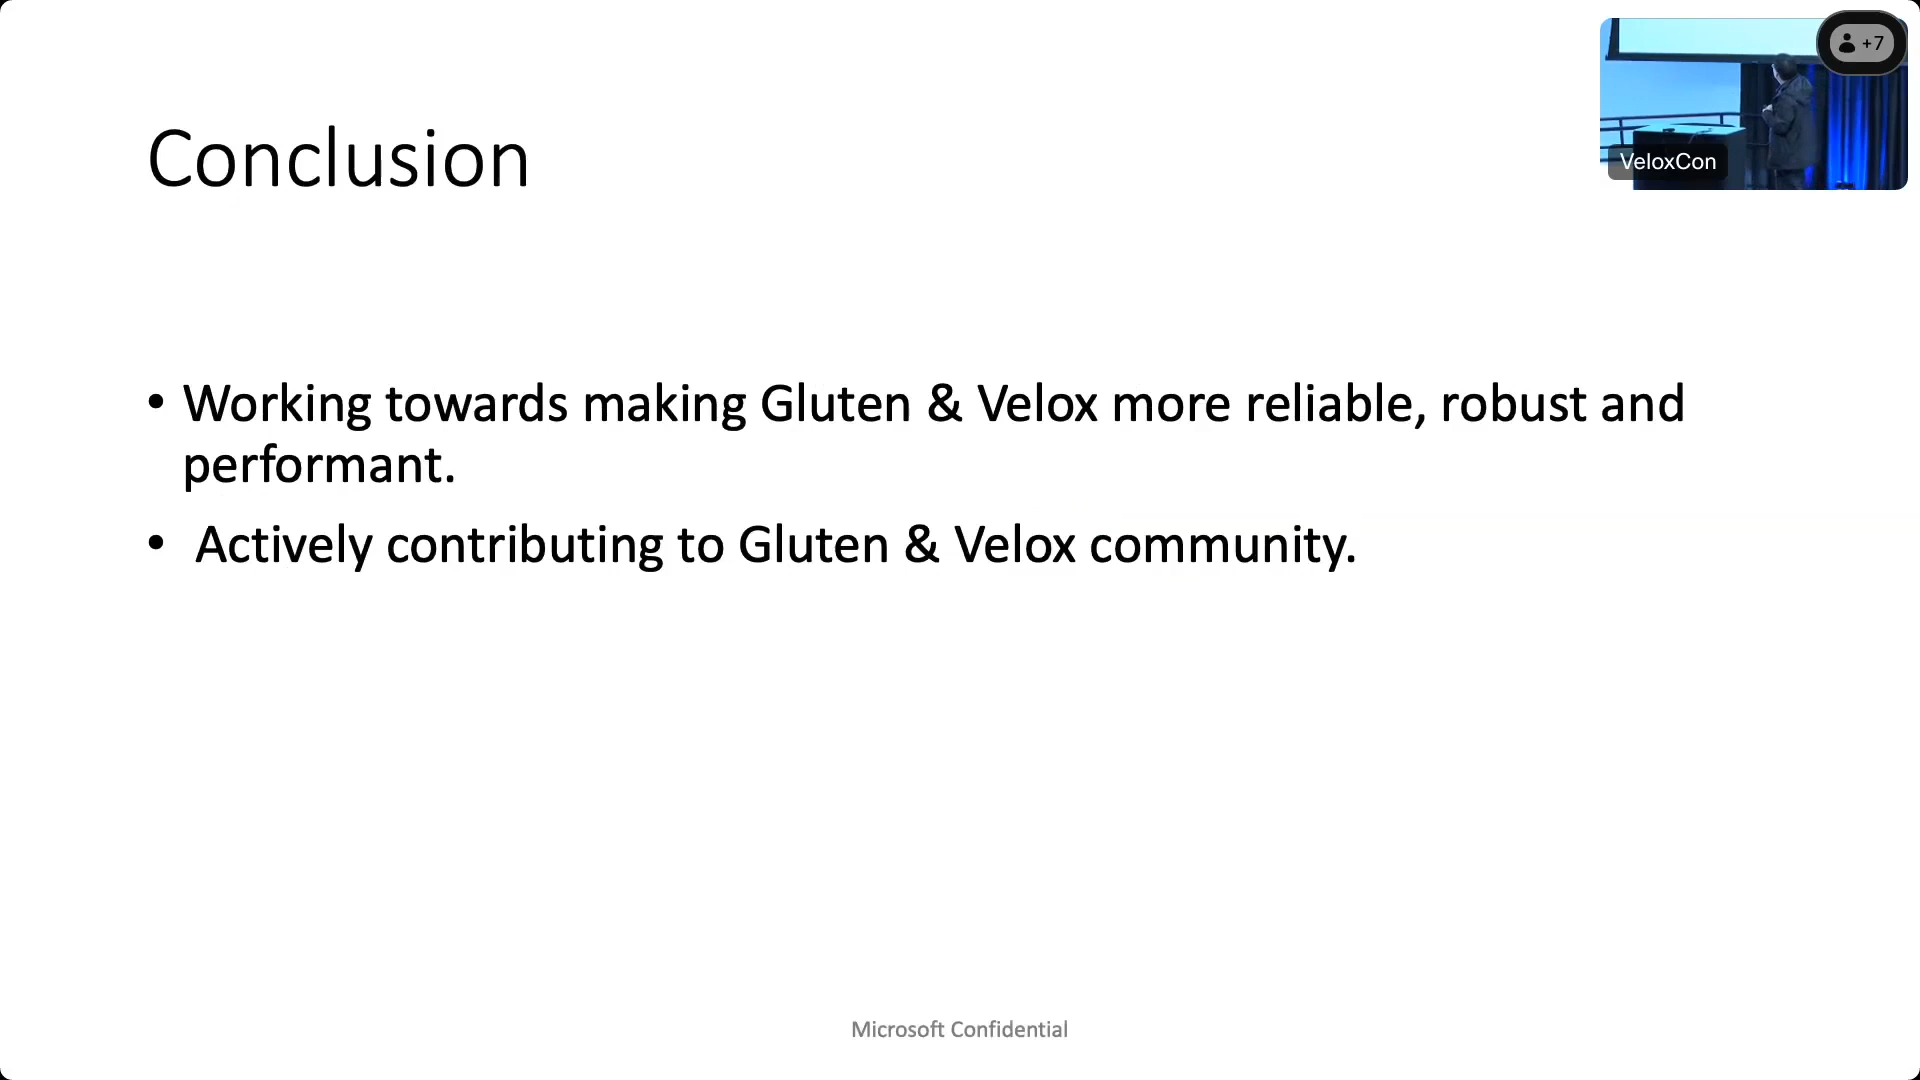 +7
VeloxCon
Conclusion
• Working towards making Gluten & Velox more reliable, robust and
performant.
• Actively contributing to Gluten & Velox community.
Microsoft Confidential